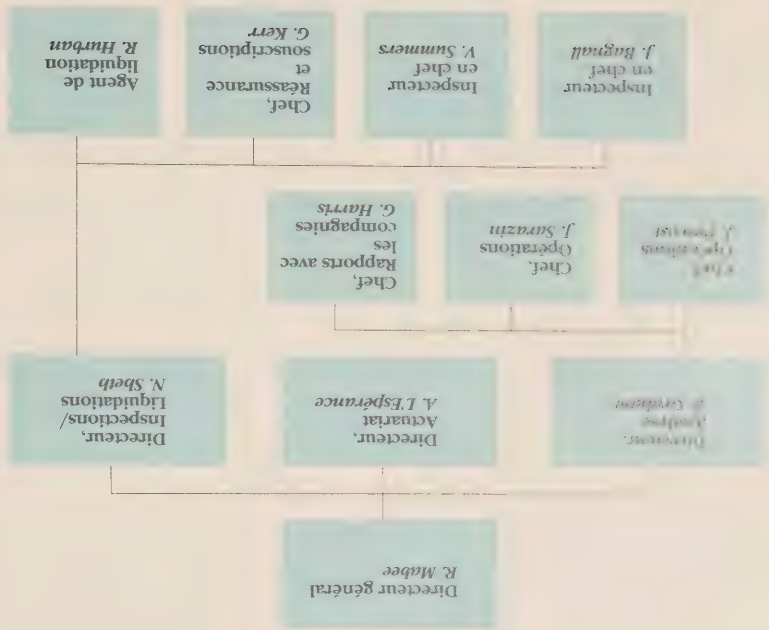 Directeur général
R. Mabee
Directeur,
Inspections/
Liquidations
N. Sheth
Directeur,
Actuariat
A. L'Espérance
Directeur,
Analyse
Chef,
Rapports avec
les
compagnies
G. Harris
Chef,
Opérations
J. Sarazin
Chef,
Opérations
Agent de
liquidation
R. Hurban
Chef,
Réassurance
et
souscriptions
G. Kerr
Inspecteur
en chef
V. Summers
Inspecteur
en chef
J. Bagnall